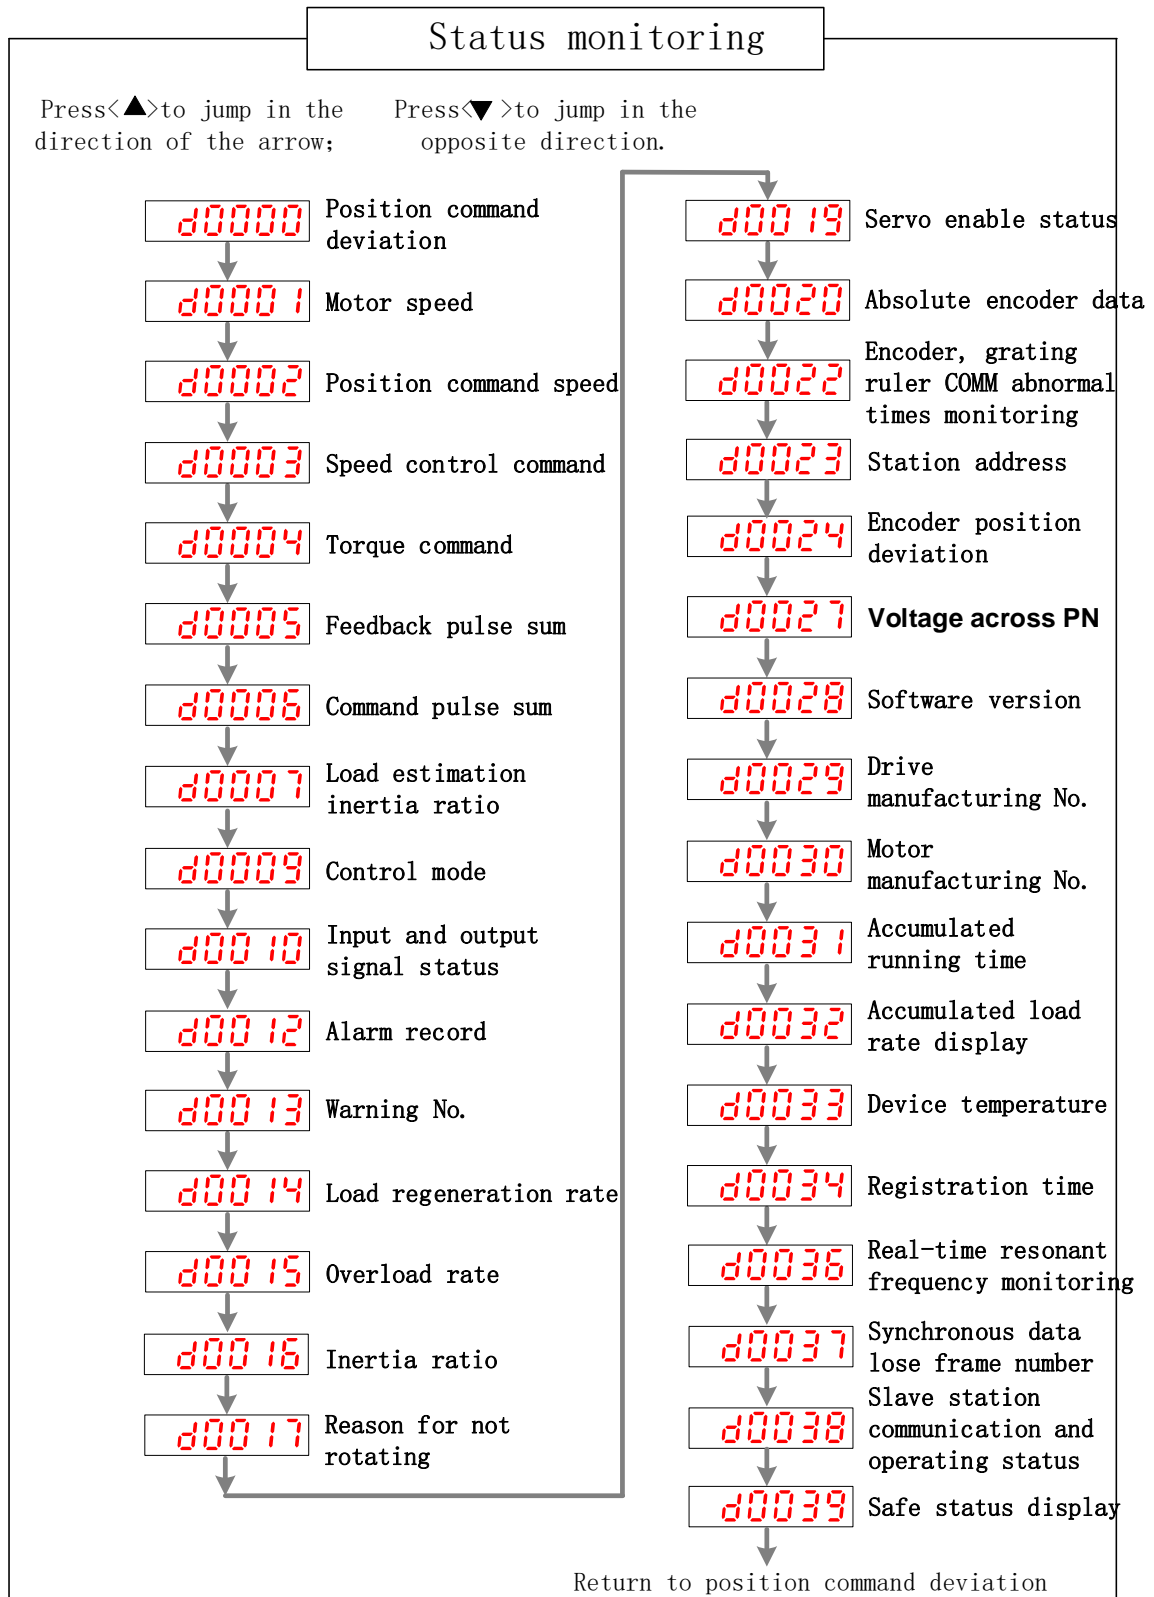 Status monitoring
Press<▲>to jump in the
direction of the arrow;
Press<▼ >to jump in the
opposite direction.
d0000
Position command
deviation
d0001
Motor speed
d0002
Position command speed
d0003
Speed control command
d0004
Torque command
d0005
Feedback pulse sum
d0006
Command pulse sum
d0007
Load estimation
inertia ratio
d0009
Control mode
d0010
Input and output
signal status
d0012
Alarm record
d0013
Warning No.
d0014
Load regeneration rate
d0015
Overload rate
d0016
Inertia ratio
d0017
Reason for not
rotating
d0019
Servo enable status
d0020
Absolute encoder data
d0022
Encoder, grating
ruler COMM abnormal
times monitoring
d0023
Station address
d0024
Encoder position
deviation
d0027
Voltage across PN
d0028
Software version
d0029
Drive
manufacturing No.
d0030
Motor
manufacturing No.
d0031
Accumulated
running time
d0032
Accumulated load
rate display
d0033
Device temperature
d0034
Registration time
d0036
Real-time resonant
frequency monitoring
d0037
Synchronous data
lose frame number
d0038
Slave station
communication and
operating status
d0039
Safe status display
Return to position command deviation